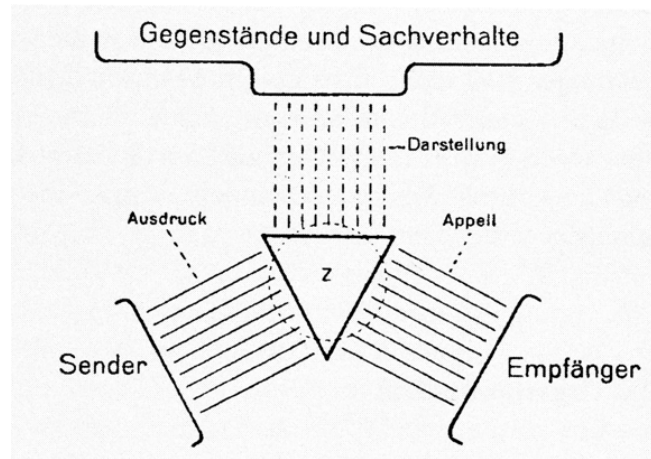 Gegenstände und Sachverhalte
Darstellung
Ausdruck
Appell
Z
Sender
Empfänger